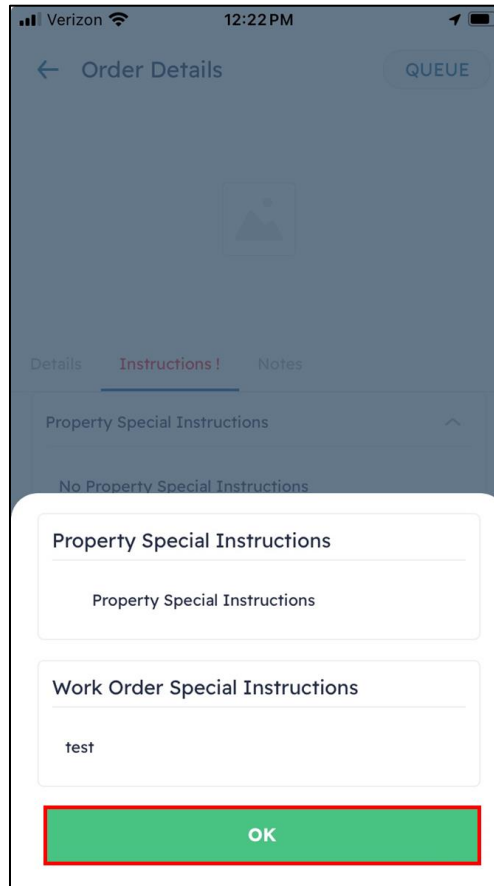 Verizon 12:22 PM
Order Details QUEUE
Details Instructions ! Notes
Property Special Instructions
No Property Special Instructions
Property Special Instructions
Property Special Instructions
Work Order Special Instructions
test
OK